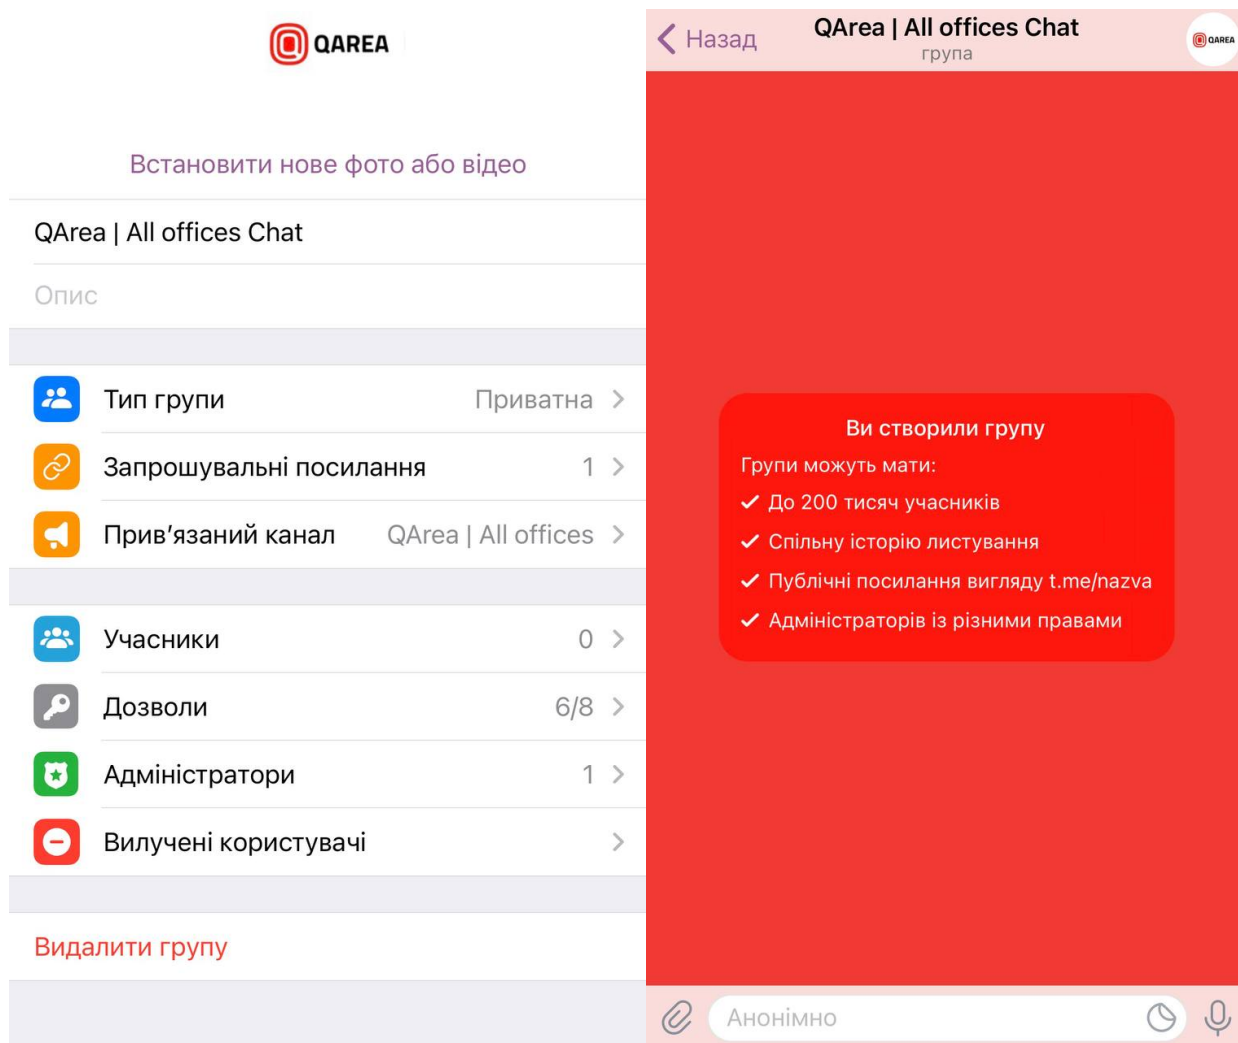 QAREA
Встановити нове фото або відео
QArea | All offices Chat
Опис
Тип групи Приватна
Запрошувальні посилання 1
Прив’язаний канал QArea | All offices
Учасники 0
Дозволи 6/8
Адміністратори 1
Вилучені користувачі
Видалити групу
Назад
QArea | All offices Chat
група
QAREA
Ви створили групу
Групи можуть мати:
До 200 тисяч учасників
Спільну історію листування
Публічні посилання вигляду t.me/nazva
Адміністраторів із різними правами
Анонімно